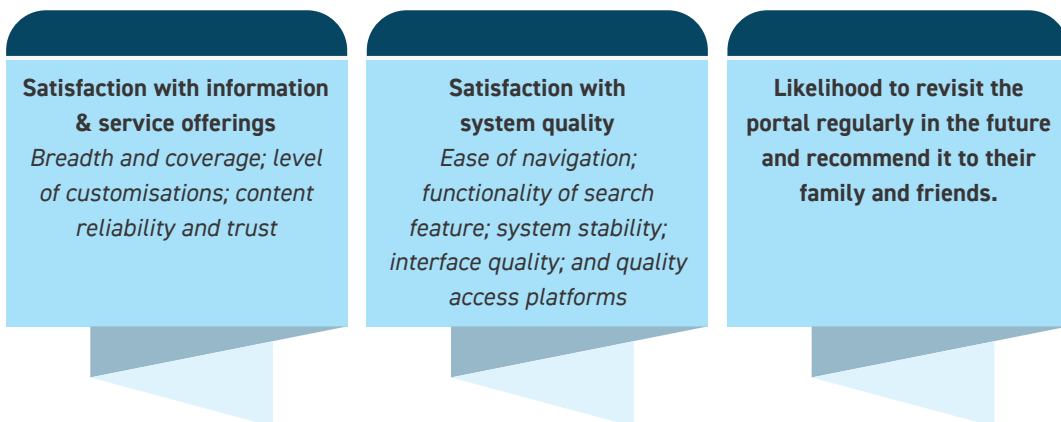 Satisfaction with information
& service offerings
Breadth and coverage; level
of customisations; content
reliability and trust
Satisfaction with
system quality
Ease of navigation;
functionality of search
feature; system stability;
interface quality; and quality
access platforms
Likelihood to revisit the
portal regularly in the future
and recommend it to their
family and friends.